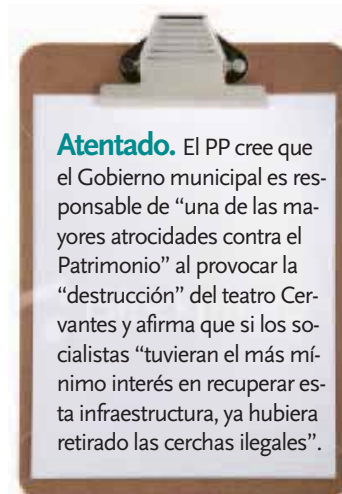 Atentado. El PP cree que
el Gobierno municipal es res-
ponsable de “una de las ma-
yores atrocidades contra el
Patrimonio” al provocar la
“destrucción” del teatro Cer-
vantes y afirma que si los so-
cialistas “tuvieran el más mí-
nimo interés en recuperar es-
ta infraestructura, ya hubiera
retirado las cerchas ilegales”.